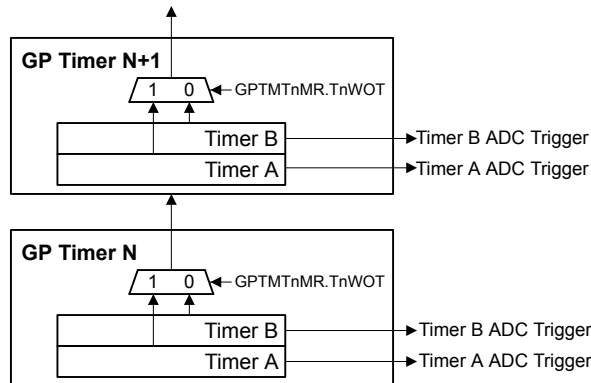 GP Timer N+1
1 0 GPTMTnMR.TnWOT
Timer B Timer B ADC Trigger
Timer A Timer A ADC Trigger
GP Timer N
1 0 GPTMTnMR.TnWOT
Timer B Timer B ADC Trigger
Timer A Timer A ADC Trigger